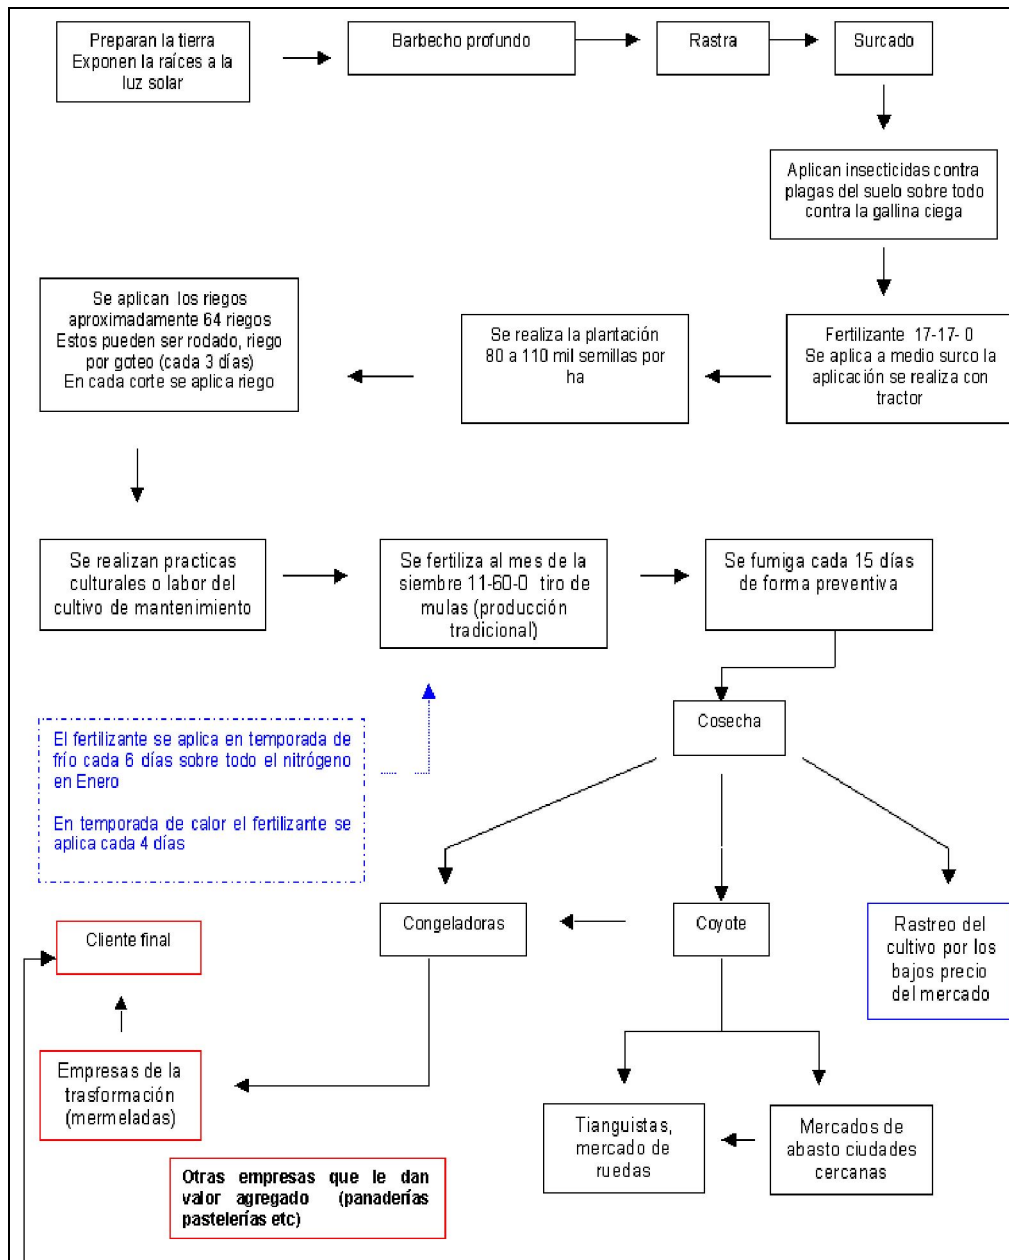 Preparan la tierra
Exponen la raíces a la
luz solar
Barbecho profundo
Rastra
Surcado
Aplican insecticidas contra
plagas del suelo sobre todo
contra la gallina ciega
Fertilizante 17-17- 0
Se aplica a medio surco la
aplicación se realiza con
tractor
Se realiza la plantación
80 a 110 mil semillas por
ha
Se aplican los riegos
aproximadamente 64 riegos
Estos pueden ser rodado, riego
por goteo (cada 3 días)
En cada corte se aplica riego
Se realizan practicas
culturales o labor del
cultivo de mantenimiento
Se fertiliza al mes de la
siembre 11-60-0 tiro de
mulas (producción
tradicional)
Se fumiga cada 15 días
de forma preventiva
El fertilizante se aplica en temporada de
frío cada 6 días sobre todo el nitrógeno
en Enero
En temporada de calor el fertilizante se
aplica cada 4 días
Cosecha
Congeladoras
Coyote
Rastreo del
cultivo por los
bajos precio
del mercado
Cliente final
Empresas de la
trasformación
(mermeladas)
Tianguistas,
mercado de
ruedas
Mercados de
abasto ciudades
cercanas
Otras empresas que le dan
valor agregado (panaderías
pastelerías etc)